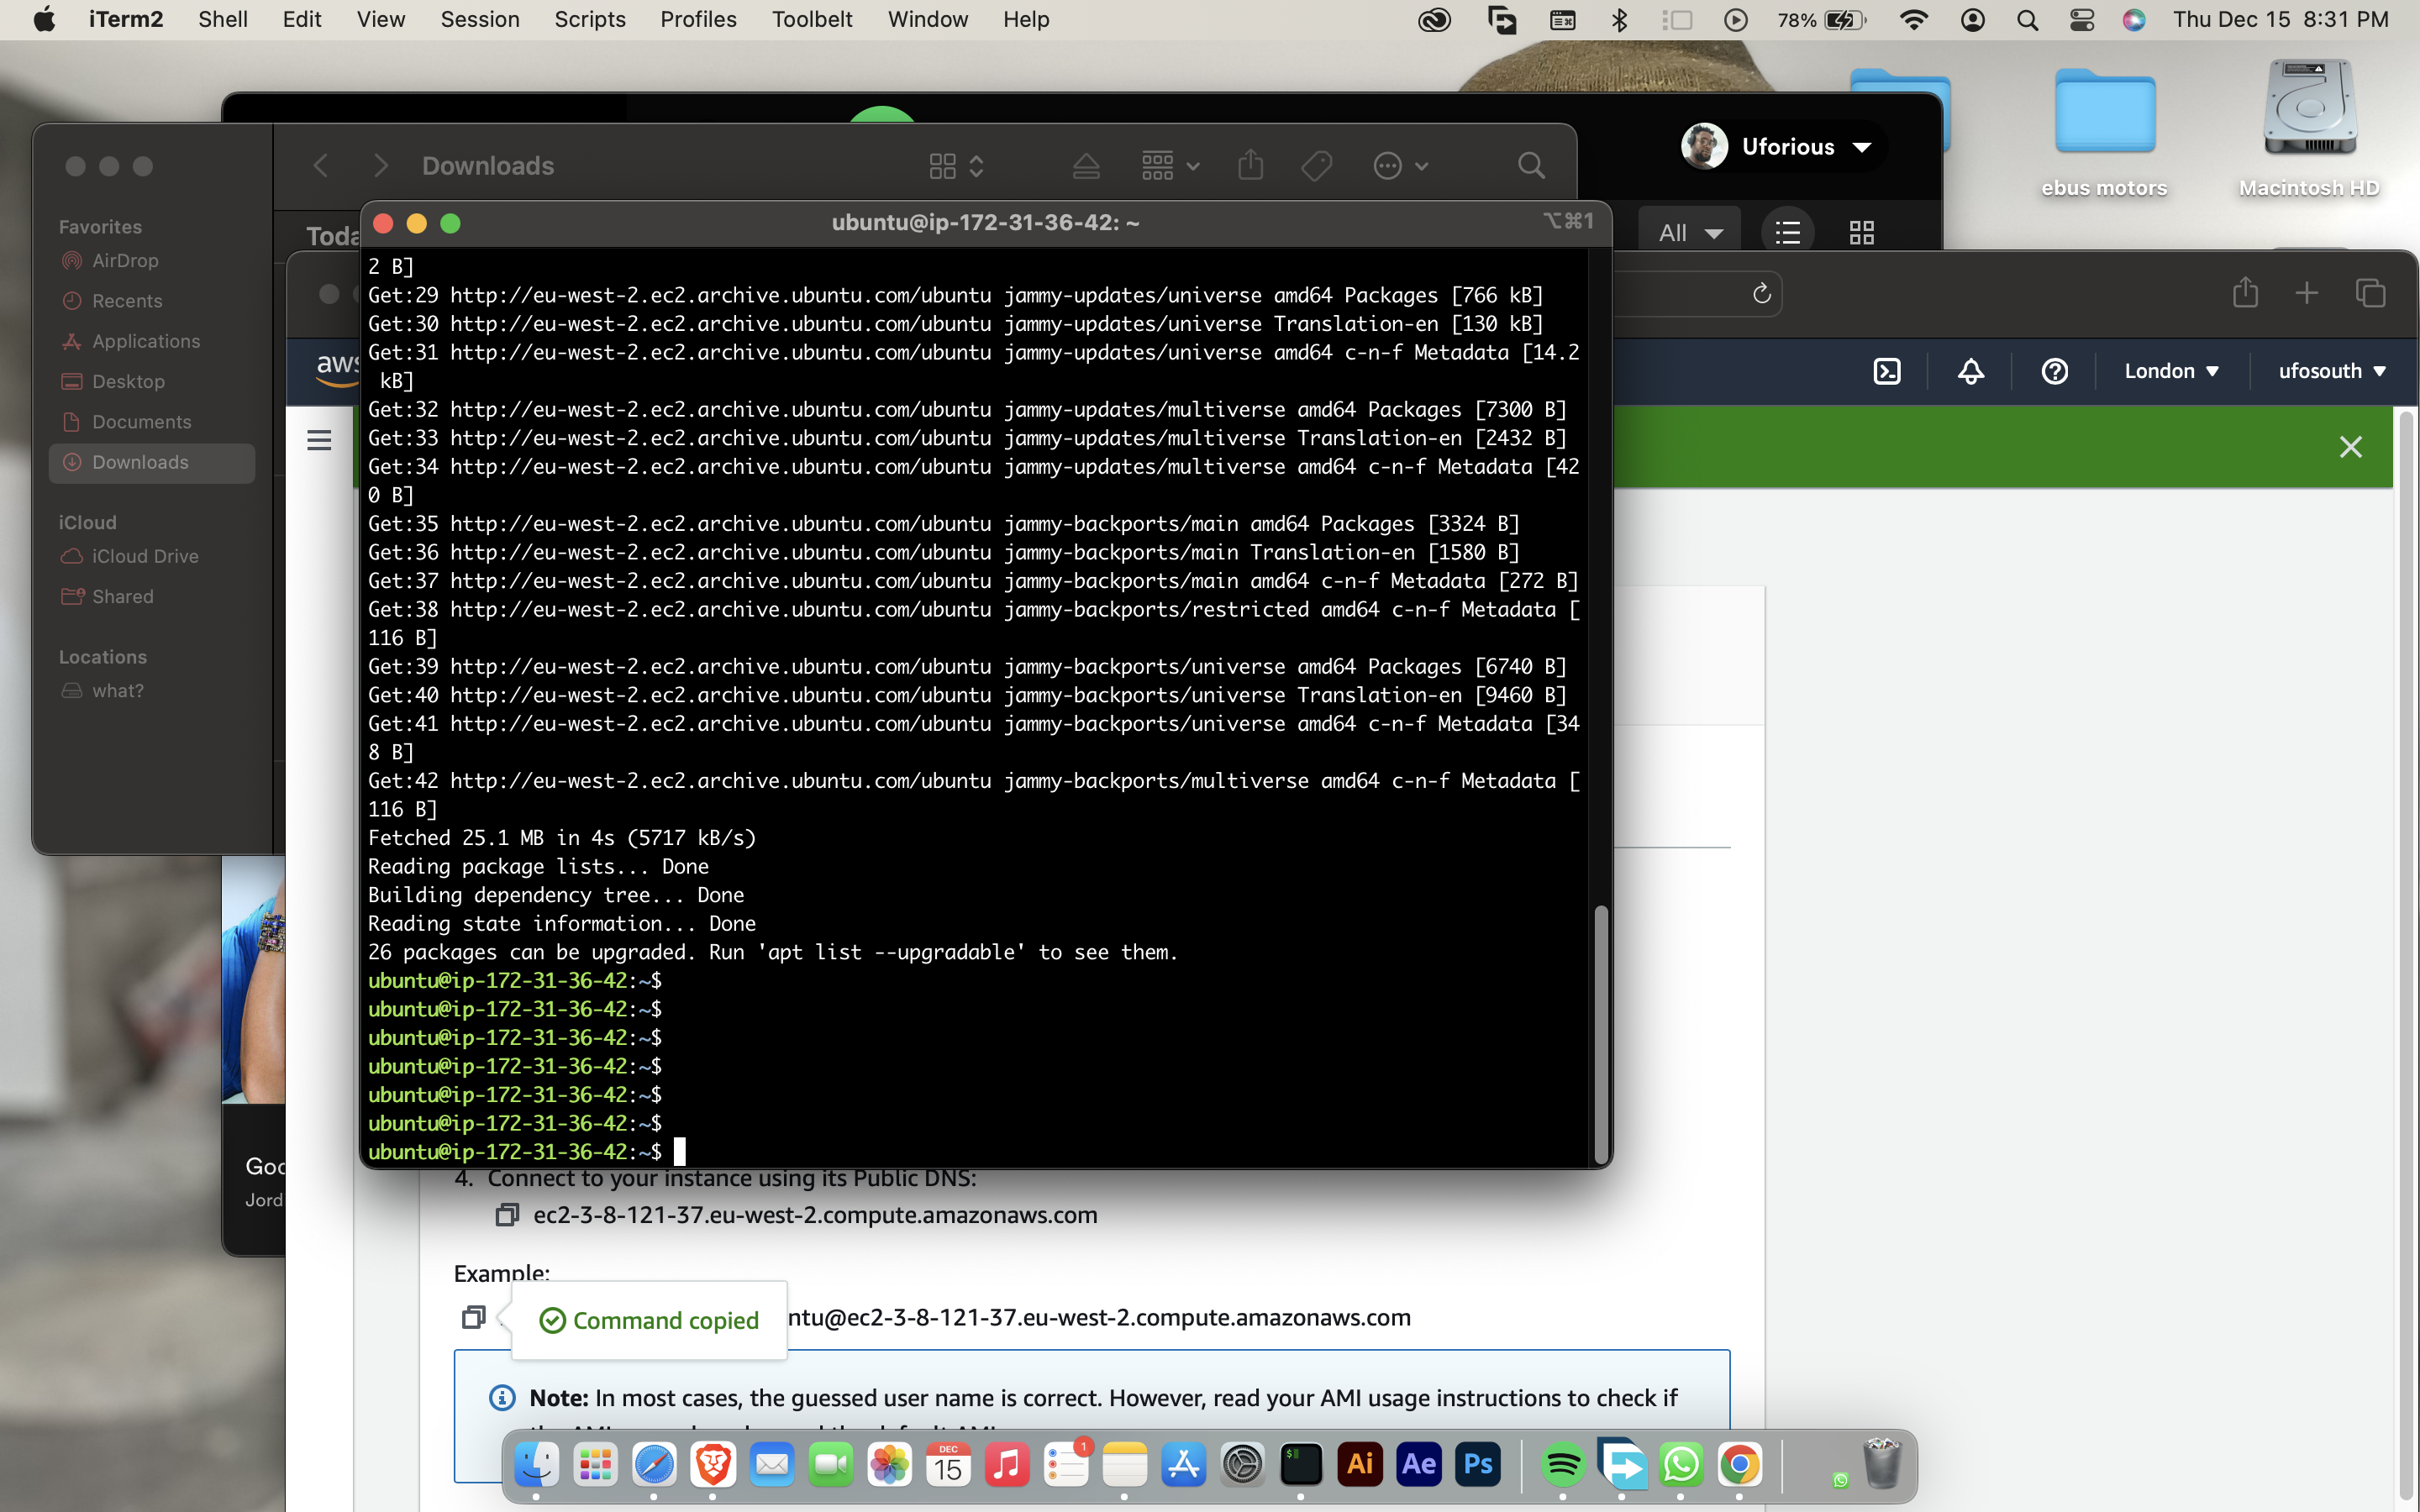 iTerm2 Shell Edit View Session Scripts Profiles Toolbelt Window Help 78% Thu Dec 15 8:31 PM
Uforious
ebus motors
Macintosh HD
Downloads
All
Favorites
AirDrop
Recents
Applications
Desktop
Documents
Downloads
iCloud
iCloud Drive
Shared
Locations
what?
Toda
aws
London
ufosouth
ubuntu@ip-172-31-36-42: ~
⌥⌘1
2 B]
Get:29 http://eu-west-2.ec2.archive.ubuntu.com/ubuntu jammy-updates/universe amd64 Packages [766 kB]
Get:30 http://eu-west-2.ec2.archive.ubuntu.com/ubuntu jammy-updates/universe Translation-en [130 kB]
Get:31 http://eu-west-2.ec2.archive.ubuntu.com/ubuntu jammy-updates/universe amd64 c-n-f Metadata [14.2
kB]
Get:32 http://eu-west-2.ec2.archive.ubuntu.com/ubuntu jammy-updates/multiverse amd64 Packages [7300 B]
Get:33 http://eu-west-2.ec2.archive.ubuntu.com/ubuntu jammy-updates/multiverse Translation-en [2432 B]
Get:34 http://eu-west-2.ec2.archive.ubuntu.com/ubuntu jammy-updates/multiverse amd64 c-n-f Metadata [42
0 B]
Get:35 http://eu-west-2.ec2.archive.ubuntu.com/ubuntu jammy-backports/main amd64 Packages [3324 B]
Get:36 http://eu-west-2.ec2.archive.ubuntu.com/ubuntu jammy-backports/main Translation-en [1580 B]
Get:37 http://eu-west-2.ec2.archive.ubuntu.com/ubuntu jammy-backports/main amd64 c-n-f Metadata [272 B]
Get:38 http://eu-west-2.ec2.archive.ubuntu.com/ubuntu jammy-backports/restricted amd64 c-n-f Metadata [
116 B]
Get:39 http://eu-west-2.ec2.archive.ubuntu.com/ubuntu jammy-backports/universe amd64 Packages [6740 B]
Get:40 http://eu-west-2.ec2.archive.ubuntu.com/ubuntu jammy-backports/universe Translation-en [9460 B]
Get:41 http://eu-west-2.ec2.archive.ubuntu.com/ubuntu jammy-backports/universe amd64 c-n-f Metadata [34
8 B]
Get:42 http://eu-west-2.ec2.archive.ubuntu.com/ubuntu jammy-backports/multiverse amd64 c-n-f Metadata [
116 B]
Fetched 25.1 MB in 4s (5717 kB/s)
Reading package lists... Done
Building dependency tree... Done
Reading state information... Done
26 packages can be upgraded. Run 'apt list --upgradable' to see them.
ubuntu@ip-172-31-36-42:~$
ubuntu@ip-172-31-36-42:~$
ubuntu@ip-172-31-36-42:~$
ubuntu@ip-172-31-36-42:~$
ubuntu@ip-172-31-36-42:~$
ubuntu@ip-172-31-36-42:~$
ubuntu@ip-172-31-36-42:~$
Goo
Jord
4. Connect to your instance using its Public DNS:
ec2-3-8-121-37.eu-west-2.compute.amazonaws.com
Example:
Command copied
ntu@ec2-3-8-121-37.eu-west-2.compute.amazonaws.com
Note: In most cases, the guessed user name is correct. However, read your AMI usage instructions to check if
DEC
15
1
Ai
Ae
Ps